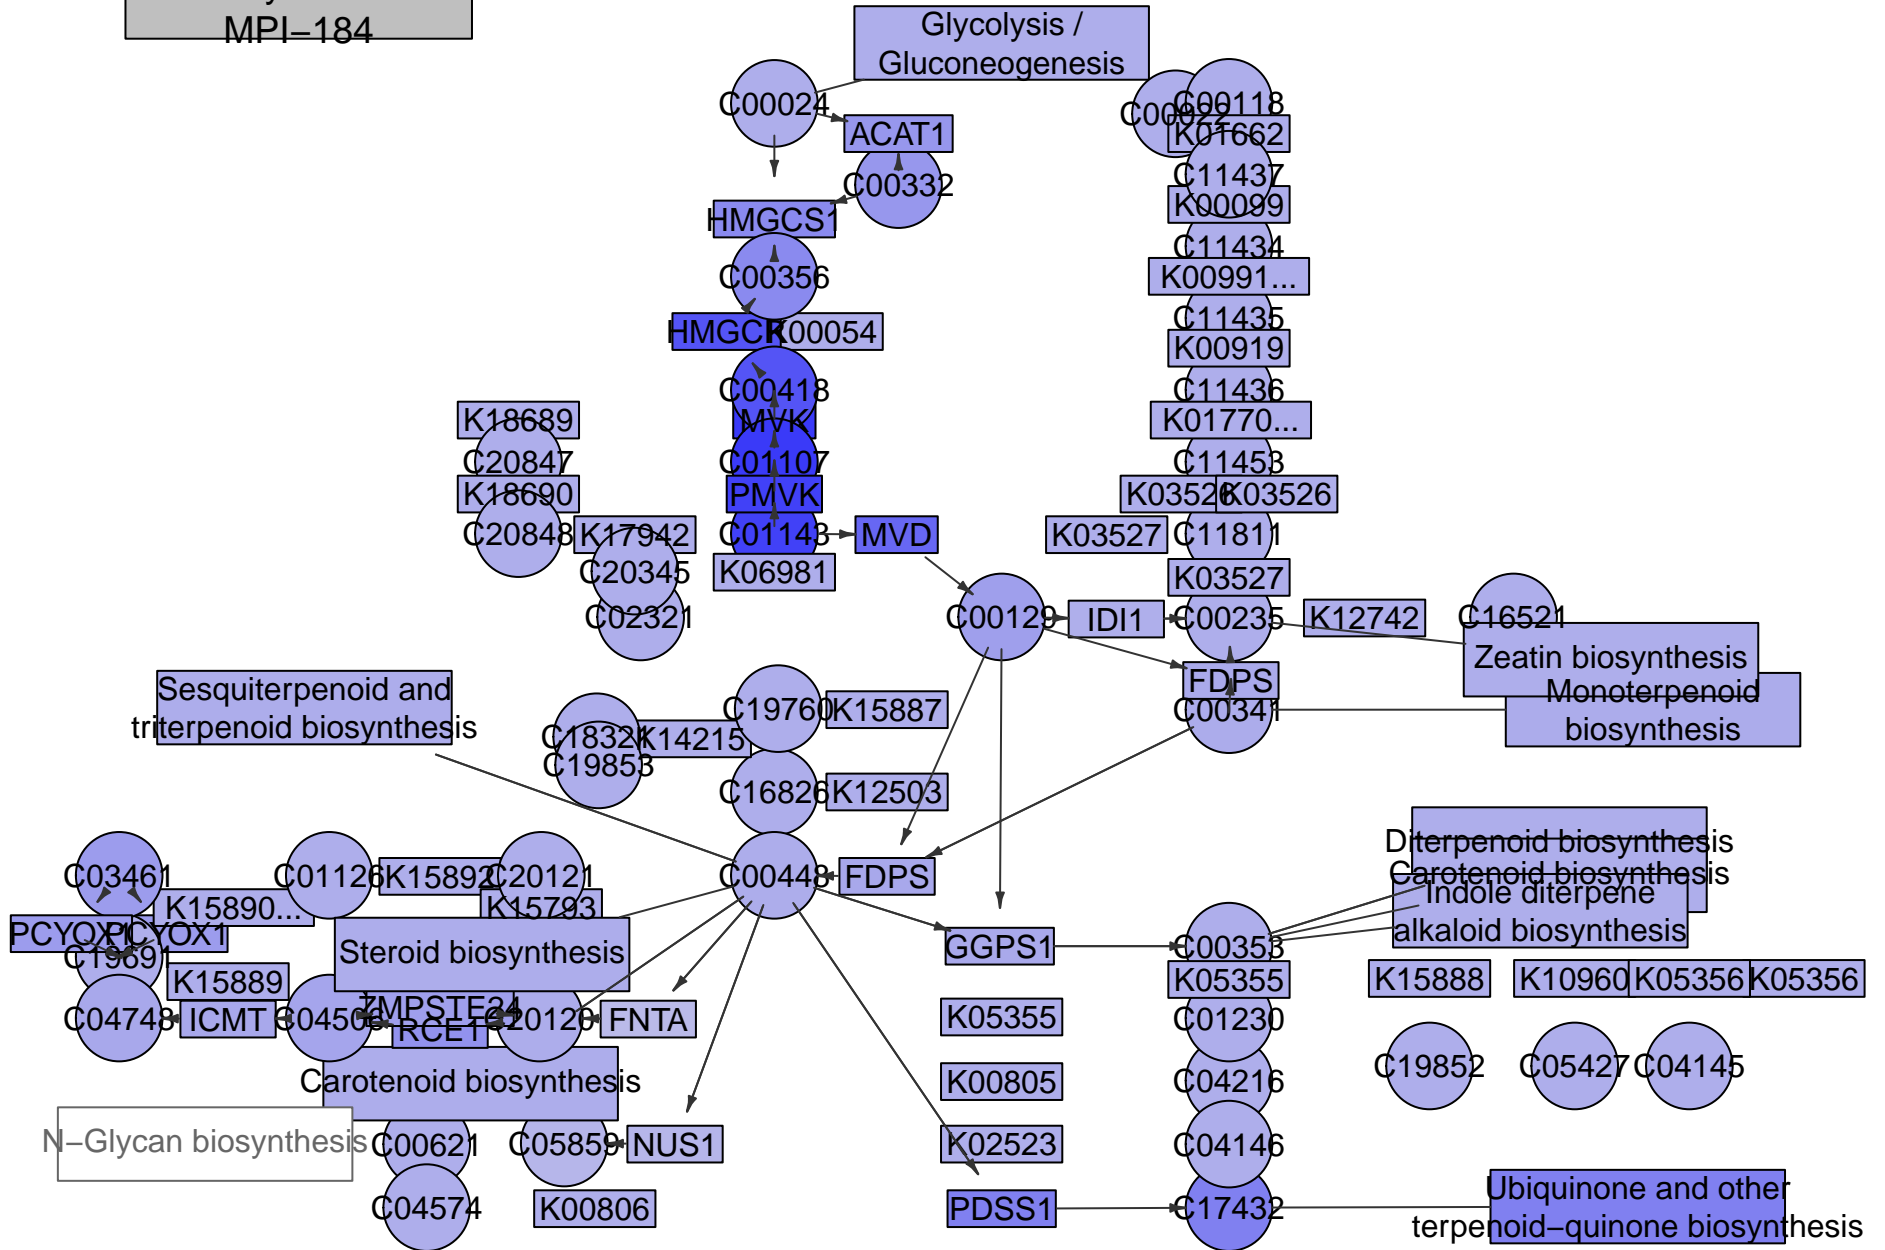 MPI–184
Glycolysis /
Gluconeogenesis
C00024
C00118
C00022
ACAT1
K01662
C00332
C11437
K00099
HMGCS1
C11434
C00356
K00991...
C11435
HMGCR
K00054
K00919
C00418
C11436
K18689
MVK
K01770...
C20847
C01107
C11453
K18690
PMVK
K03526
K03526
C20848
K17942
C01143
MVD
K03527
C11811
C20345
K06981
K03527
C02321
C00129
IDI1
C00235
K12742
C16521
Zeatin biosynthesis
Sesquiterpenoid and
triterpenoid biosynthesis
FDPS
Monoterpenoid
biosynthesis
C19760
K15887
C00341
C18321
K14215
C19853
C16826
K12503
Diterpenoid biosynthesis
Carotenoid biosynthesis
Indole diterpene
alkaloid biosynthesis
C03461
C01126
K15892
C20121
C00448
FDPS
K15890...
K15793
PCYOX1
PCYOX1
C19691
Steroid biosynthesis
GGPS1
C00353
K15889
K05355
K15888
K10960
K05356
K05356
C04748
ICMT
C04506
ZMPSTE24
RCE1
C20120
FNTA
K05355
C01230
C19852
C05427
C04145
Carotenoid biosynthesis
K00805
C04216
N–Glycan biosynthesis
C00621
C05859
NUS1
K02523
C04146
C04574
K00806
PDSS1
C17432
Ubiquinone and other
terpenoid–quinone biosynthesis